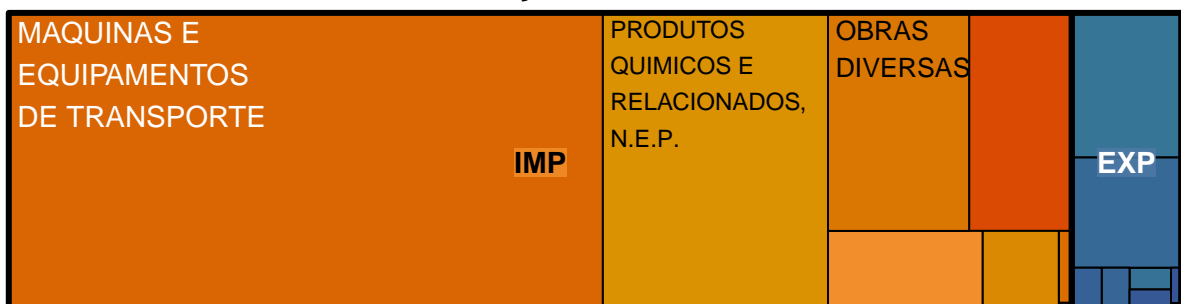 MAQUINAS E
EQUIPAMENTOS
DE TRANSPORTE
IMP
PRODUTOS
QUIMICOS E
RELACIONADOS,
N.E.P.
OBRAS
DIVERSAS
EXP